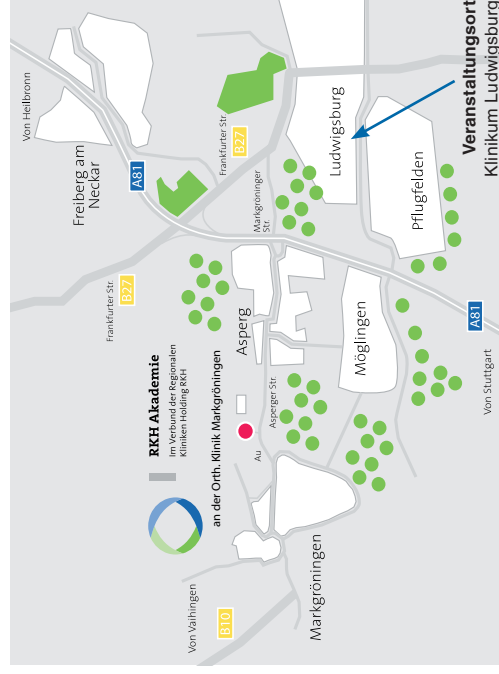 Von Heilbronn
Freiberg am
Neckar
A81
Frankfurter Str.
B27
Frankfurter Str.
B27
Markgröninger
Str.
Ludwigsburg
Pflugfelden
Veranstaltungsort
Klinikum Ludwigsburg
RKH Akademie
Im Verbund der Regionalen
Kliniken Holding RKH
an der Orth. Klinik Markgröningen
Asperg
Asperger Str.
Au
Möglingen
A81
Von Stuttgart
Von Vaihingen
B10
Markgröningen